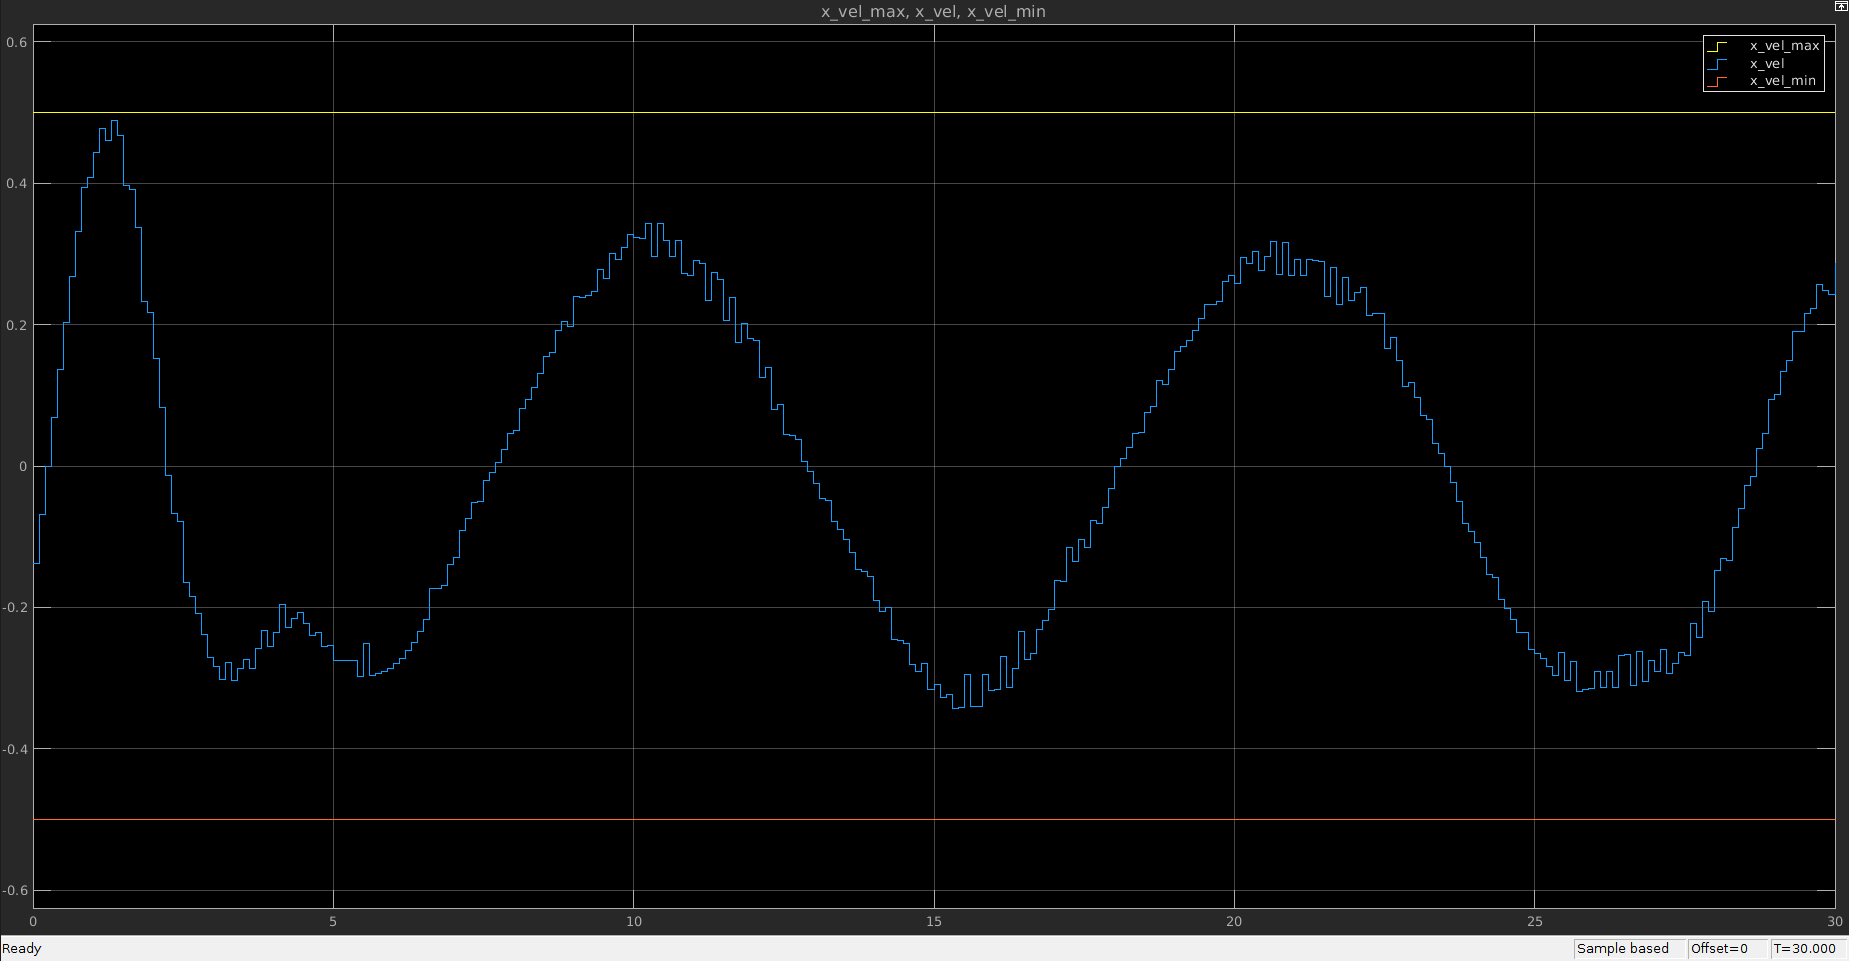 x_vel_max, x_vel, x_vel_min
x_vel_max
x_vel
x_vel_min
0.6
0.4
0.2
0
-0.2
-0.4
-0.6
0 5 10 15 20 25 30
Ready Sample based Offset=0 T=30.000